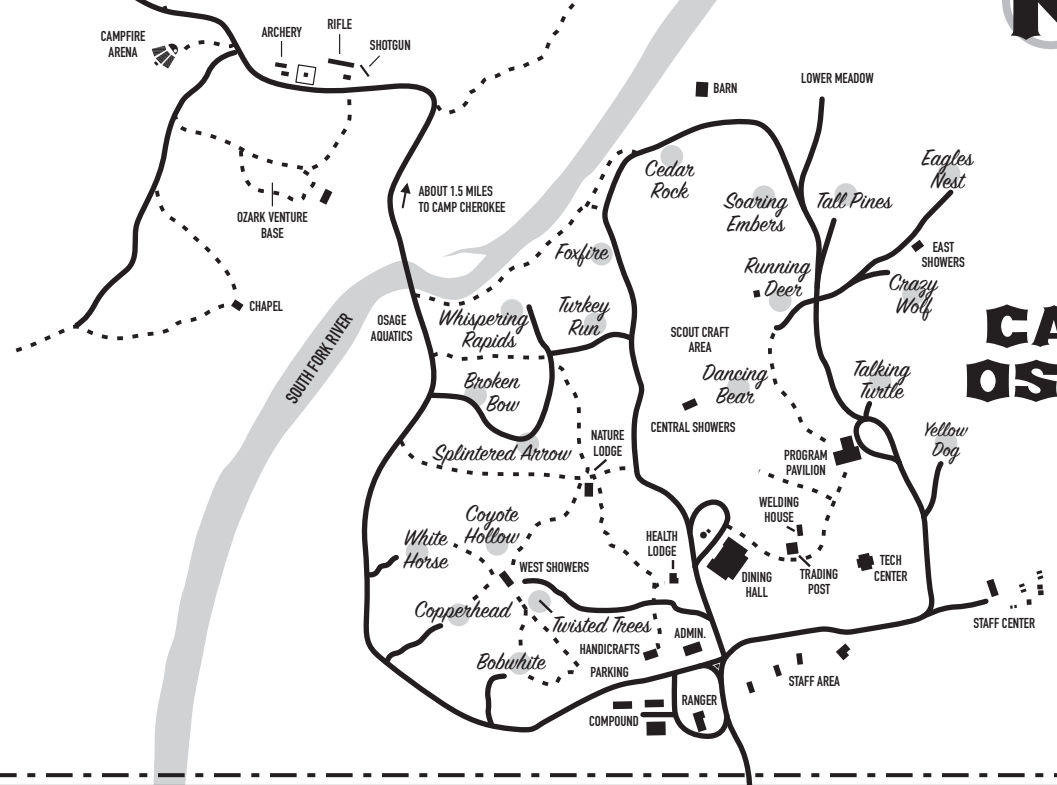 CAMPFIRE
ARENA
ARCHERY
RIFLE
SHOTGUN
BARN
LOWER MEADOW
Cedar
Rock
Eagles
Nest
Soaring
Embers
Tall Pines
ABOUT 1.5 MILES
TO CAMP CHEROKEE
OZARK VENTURE
BASE
Foxfire
EAST
SHOWERS
Running
Deer
Crazy
Wolf
CHAPEL
SOUTH FORK RIVER
OSAGE
AQUATICS
Whispering
Rapids
Turkey
Run
SCOUT CRAFT
AREA
CA
OS
Broken
Bow
Dancing
Bear
Talking
Turtle
CENTRAL SHOWERS
Splintered Arrow
NATURE
LODGE
PROGRAM
PAVILION
Yellow
Dog
WELDING
HOUSE
Coyote
Hollow
White
Horse
HEALTH
LODGE
WEST SHOWERS
DINING
HALL
TRADING
POST
TECH
CENTER
Copperhead
Twisted Trees
STAFF CENTER
HANDICRAFTS
ADMIN.
Bobwhite
PARKING
STAFF AREA
COMPOUND
RANGER